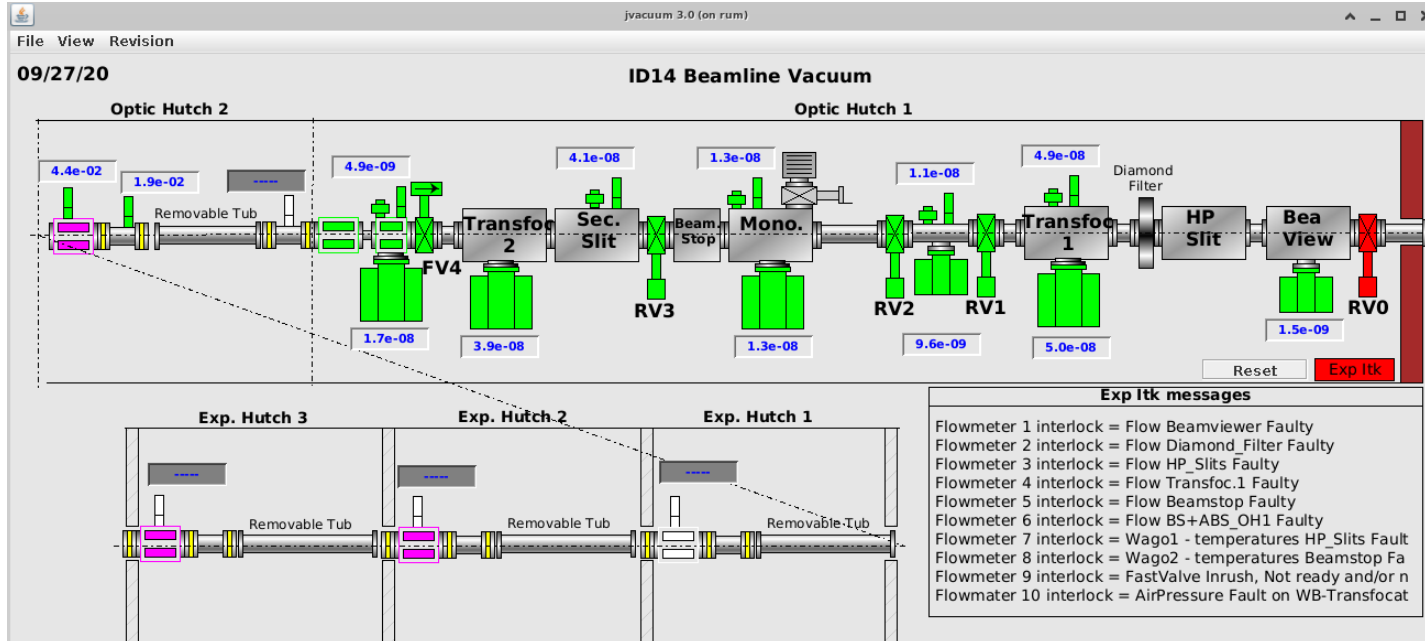 jvacuum 3.0 (on rum)
File View Revision
09/27/20
ID14 Beamline Vacuum
Optic Hutch 2
Optic Hutch 1
4.4e-02
1.9e-02
-----
4.9e-09
4.1e-08
1.3e-08
1.1e-08
4.9e-08
Diamond
Filter
Removable Tub
Transfoc
2
Sec.
Slit
Beam.
Stop
Mono.
Transfoc
1
HP
Slit
Bea
View
FV4
RV3
RV2
RV1
RV0
1.7e-08
3.9e-08
1.3e-08
9.6e-09
5.0e-08
1.5e-09
Reset
Exp Itk
Exp Itk messages
Flowmeter 1 interlock = Flow Beamviewer Faulty
Flowmeter 2 interlock = Flow Diamond_Filter Faulty
Flowmeter 3 interlock = Flow HP_Slits Faulty
Flowmeter 4 interlock = Flow Transfoc.1 Faulty
Flowmeter 5 interlock = Flow Beamstop Faulty
Flowmeter 6 interlock = Flow BS+ABS_OH1 Faulty
Flowmeter 7 interlock = Wago1 - temperatures HP_Slits Fault
Flowmeter 8 interlock = Wago2 - temperatures Beamstop Fa
Flowmeter 9 interlock = FastValve Inrush, Not ready and/or n
Flowmater 10 interlock = AirPressure Fault on WB-Transfocat
Exp. Hutch 3
Exp. Hutch 2
Exp. Hutch 1
-----
-----
-----
Removable Tub
Removable Tub
Removable Tub